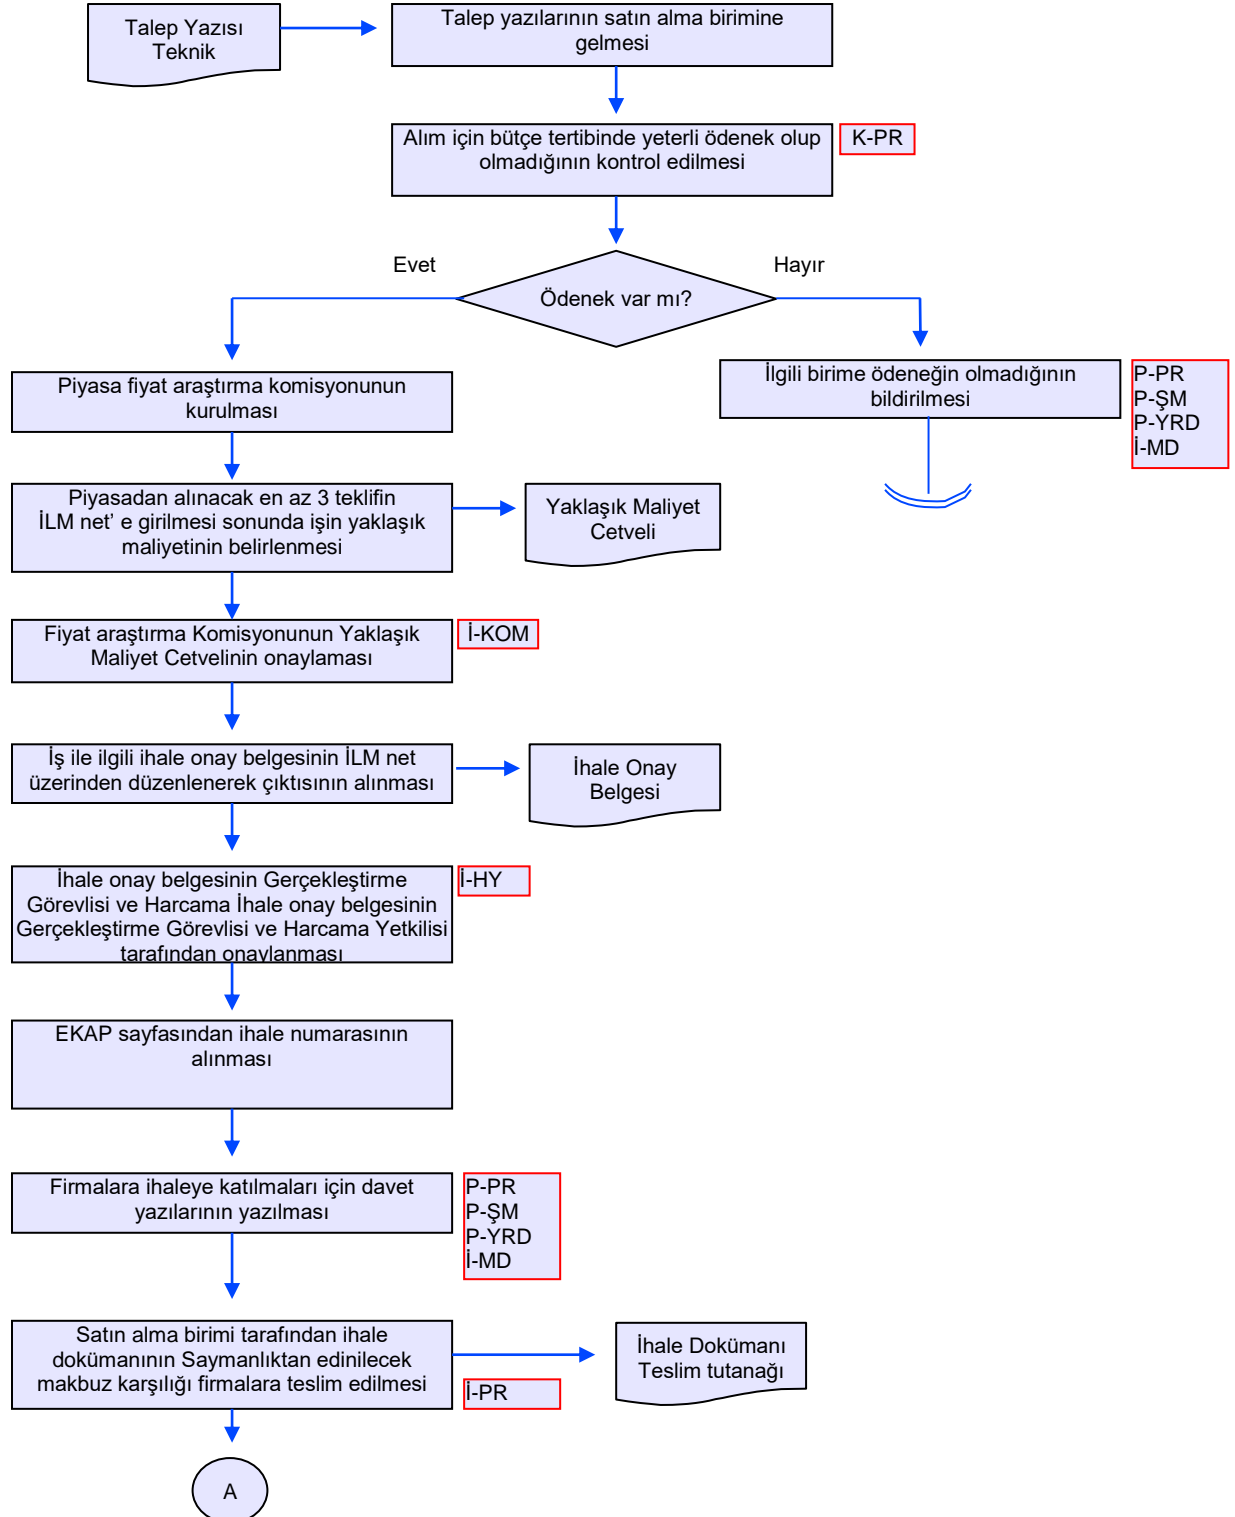 Talep Yazısı
Teknik
Talep yazılarının satın alma birimine
gelmesi
Alım için bütçe tertibinde yeterli ödenek olup
olmadığının kontrol edilmesi
K-PR
Evet
Hayır
Ödenek var mı?
Piyasa fiyat araştırma komisyonunun
kurulması
İlgili birime ödeneğin olmadığının
bildirilmesi
P-PR
P-ŞM
P-YRD
İ-MD
Piyasadan alınacak en az 3 teklifin
İLM net’ e girilmesi sonunda işin yaklaşık
maliyetinin belirlenmesi
Yaklaşık Maliyet
Cetveli
Fiyat araştırma Komisyonunun Yaklaşık
Maliyet Cetvelinin onaylaması
İ-KOM
İş ile ilgili ihale onay belgesinin İLM net
üzerinden düzenlenerek çıktısının alınması
İhale Onay
Belgesi
İhale onay belgesinin Gerçekleştirme
Görevlisi ve Harcama İhale onay belgesinin
Gerçekleştirme Görevlisi ve Harcama Yetkilisi
tarafından onaylanması
İ-HY
EKAP sayfasından ihale numarasının
alınması
Firmalara ihaleye katılmaları için davet
yazılarının yazılması
P-PR
P-ŞM
P-YRD
İ-MD
Satın alma birimi tarafından ihale
dokümanının Saymanlıktan edinilecek
makbuz karşılığı firmalara teslim edilmesi
İ-PR
İhale Dokümanı
Teslim tutanağı
A